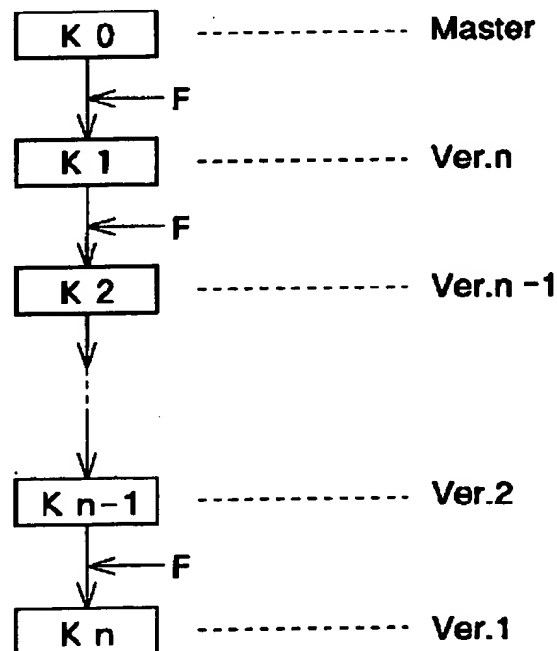 K 0 Master
F
K 1 Ver.n
F
K 2 Ver.n-1
K n-1 Ver.2
F
K n Ver.1